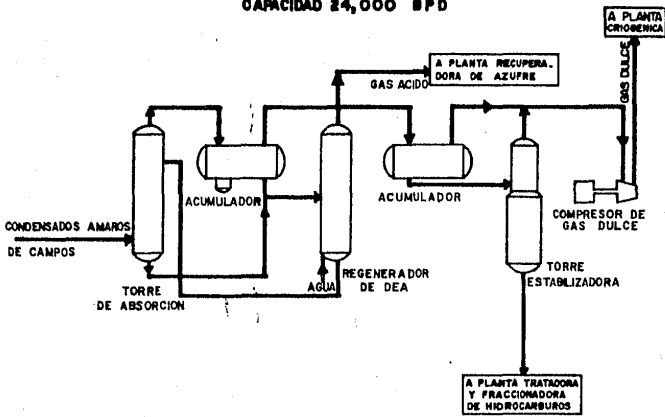 CAPACIDAD 24,000 BPD
A PLANTA
CRIOGENICA
GAS DULCE
A PLANTA RECUPERA-
DORA DE AZUFRE
GAS ACIDO
ACUMULADOR
ACUMULADOR
CONDENSADOS AMAROS
DE CAMPOS
COMPRESOR DE
GAS DULCE
TORRE
DE ABSORCION
AGUA
REGENERADOR
DE DEA
TORRE
ESTABILIZADORA
A PLANTA TRATADORA
Y FRACCIONADORA
DE HIDROCARBUROS